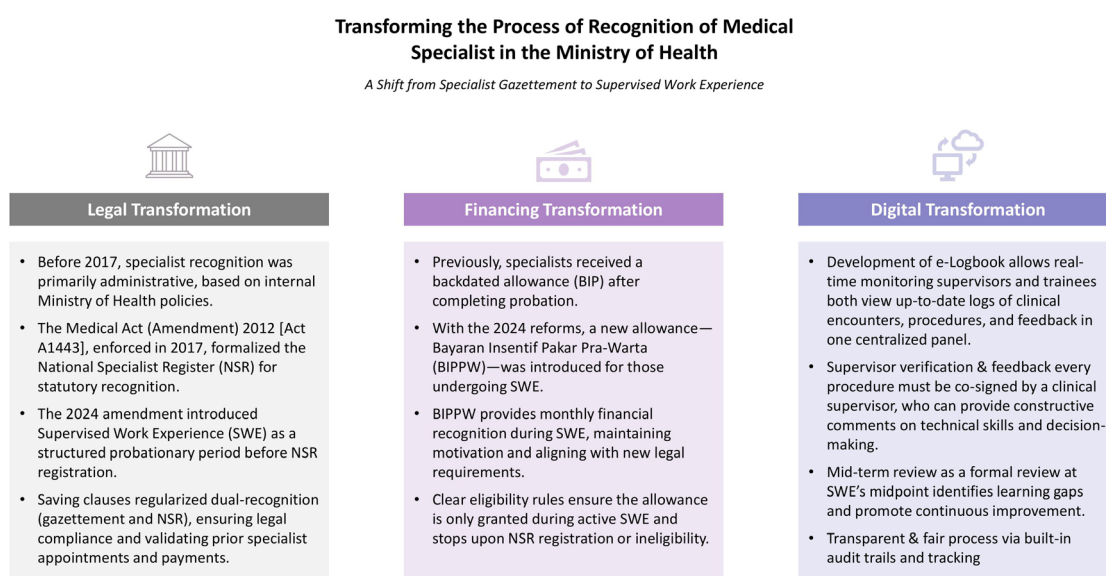 Transforming the Process of Recognition of Medical
Specialist in the Ministry of Health
A Shift from Specialist Gazettement to Supervised Work Experience
Legal Transformation
• Before 2017, specialist recognition was
primarily administrative, based on internal
Ministry of Health policies.
• The Medical Act (Amendment) 2012 [Act
A1443], enforced in 2017, formalized the
National Specialist Register (NSR) for
statutory recognition.
• The 2024 amendment introduced
Supervised Work Experience (SWE) as a
structured probationary period before NSR
registration.
• Saving clauses regularized dual-recognition
(gazettement and NSR), ensuring legal
compliance and validating prior specialist
appointments and payments.
Financing Transformation
• Previously, specialists received a
backdated allowance (BIP) after
completing probation.
• With the 2024 reforms, a new allowance—
Bayaran Insentif Pakar Pra-Warta
(BIPPW)—was introduced for those
undergoing SWE.
• BIPPW provides monthly financial
recognition during SWE, maintaining
motivation and aligning with new legal
requirements.
• Clear eligibility rules ensure the allowance
is only granted during active SWE and
stops upon NSR registration or ineligibility.
Digital Transformation
• Development of e-Logbook allows real-
time monitoring supervisors and trainees
both view up-to-date logs of clinical
encounters, procedures, and feedback in
one centralized panel.
• Supervisor verification & feedback every
procedure must be co-signed by a clinical
supervisor, who can provide constructive
comments on technical skills and decision-
making.
• Mid-term review as a formal review at
SWE's midpoint identifies learning gaps
and promote continuous improvement.
• Transparent & fair process via built-in
audit trails and tracking